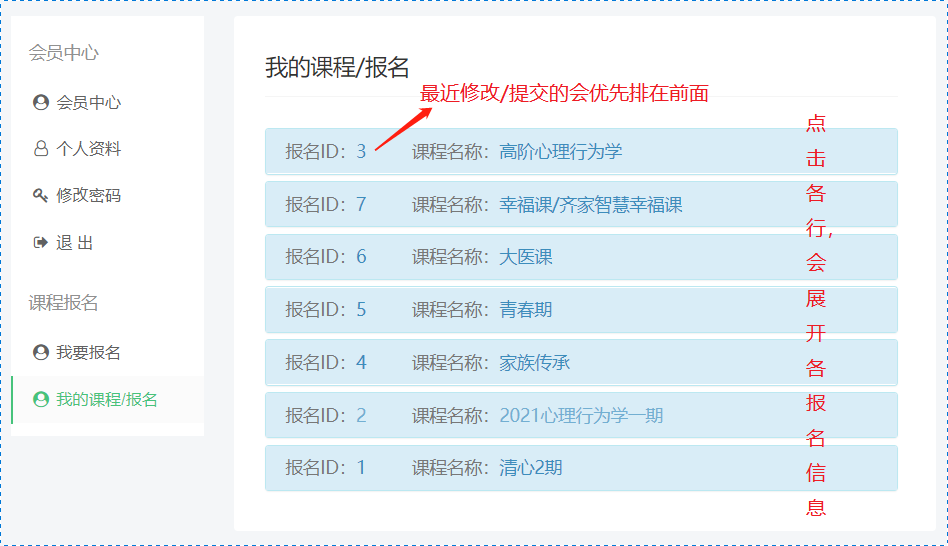 会员中心
会员中心
个人资料
修改密码
退 出
课程报名
我要报名
我的课程/报名
我的课程/报名
最近修改/提交的会优先排在前面
报名ID：3 课程名称：高阶心理行为学
报名ID：7 课程名称：幸福课/齐家智慧幸福课
报名ID：6 课程名称：大医课
报名ID：5 课程名称：青春期
报名ID：4 课程名称：家族传承
报名ID：2 课程名称：2021心理行为学一期
报名ID：1 课程名称：清心2期
点击各行，会展开各报名信息